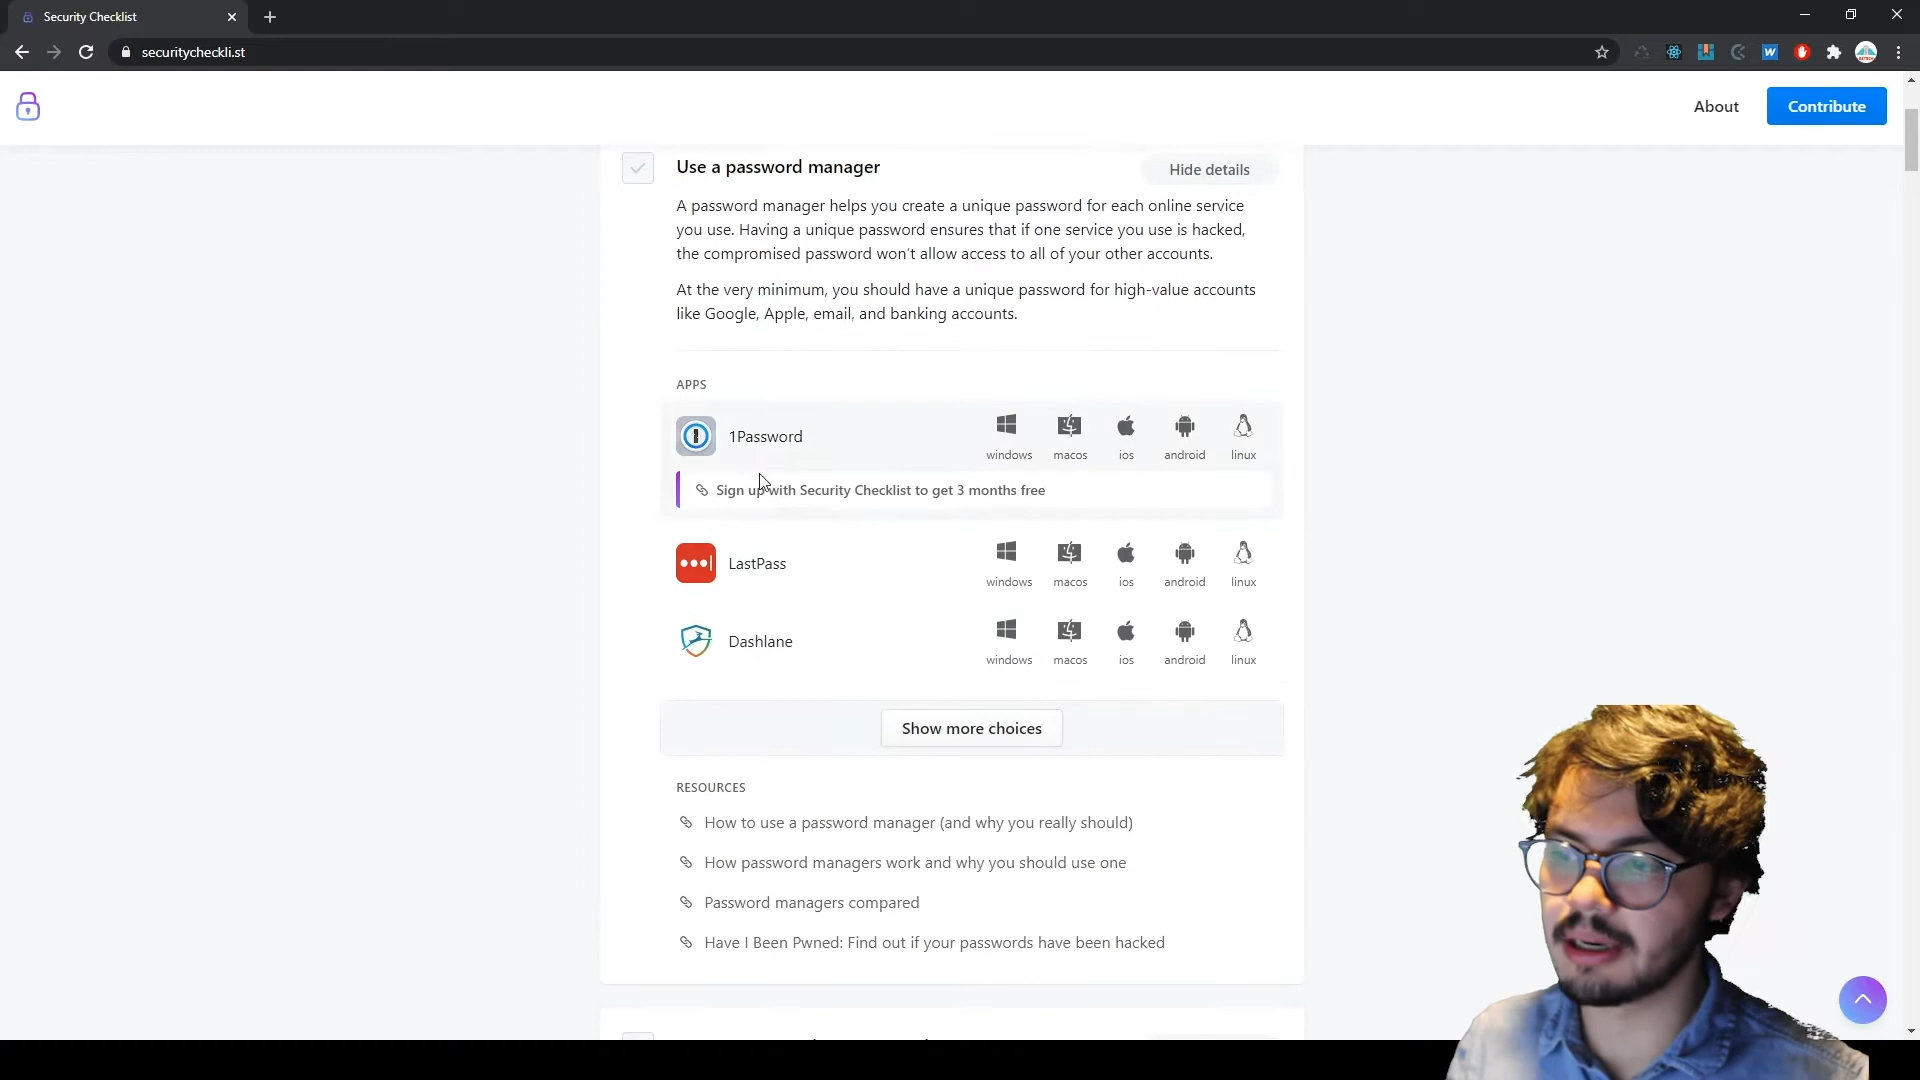 Security Checklist
securitycheckli.st
About
Contribute
Use a password manager
Hide details
A password manager helps you create a unique password for each online service
you use. Having a unique password ensures that if one service you use is hacked,
the compromised password won't allow access to all of your other accounts.
At the very minimum, you should have a unique password for high-value accounts
like Google, Apple, email, and banking accounts.
APPS
1Password
windows macos ios android linux
Sign up with Security Checklist to get 3 months free
LastPass
windows macos ios android linux
Dashlane
windows macos ios android linux
Show more choices
RESOURCES
How to use a password manager (and why you really should)
How password managers work and why you should use one
Password managers compared
Have I Been Pwned: Find out if your passwords have been hacked